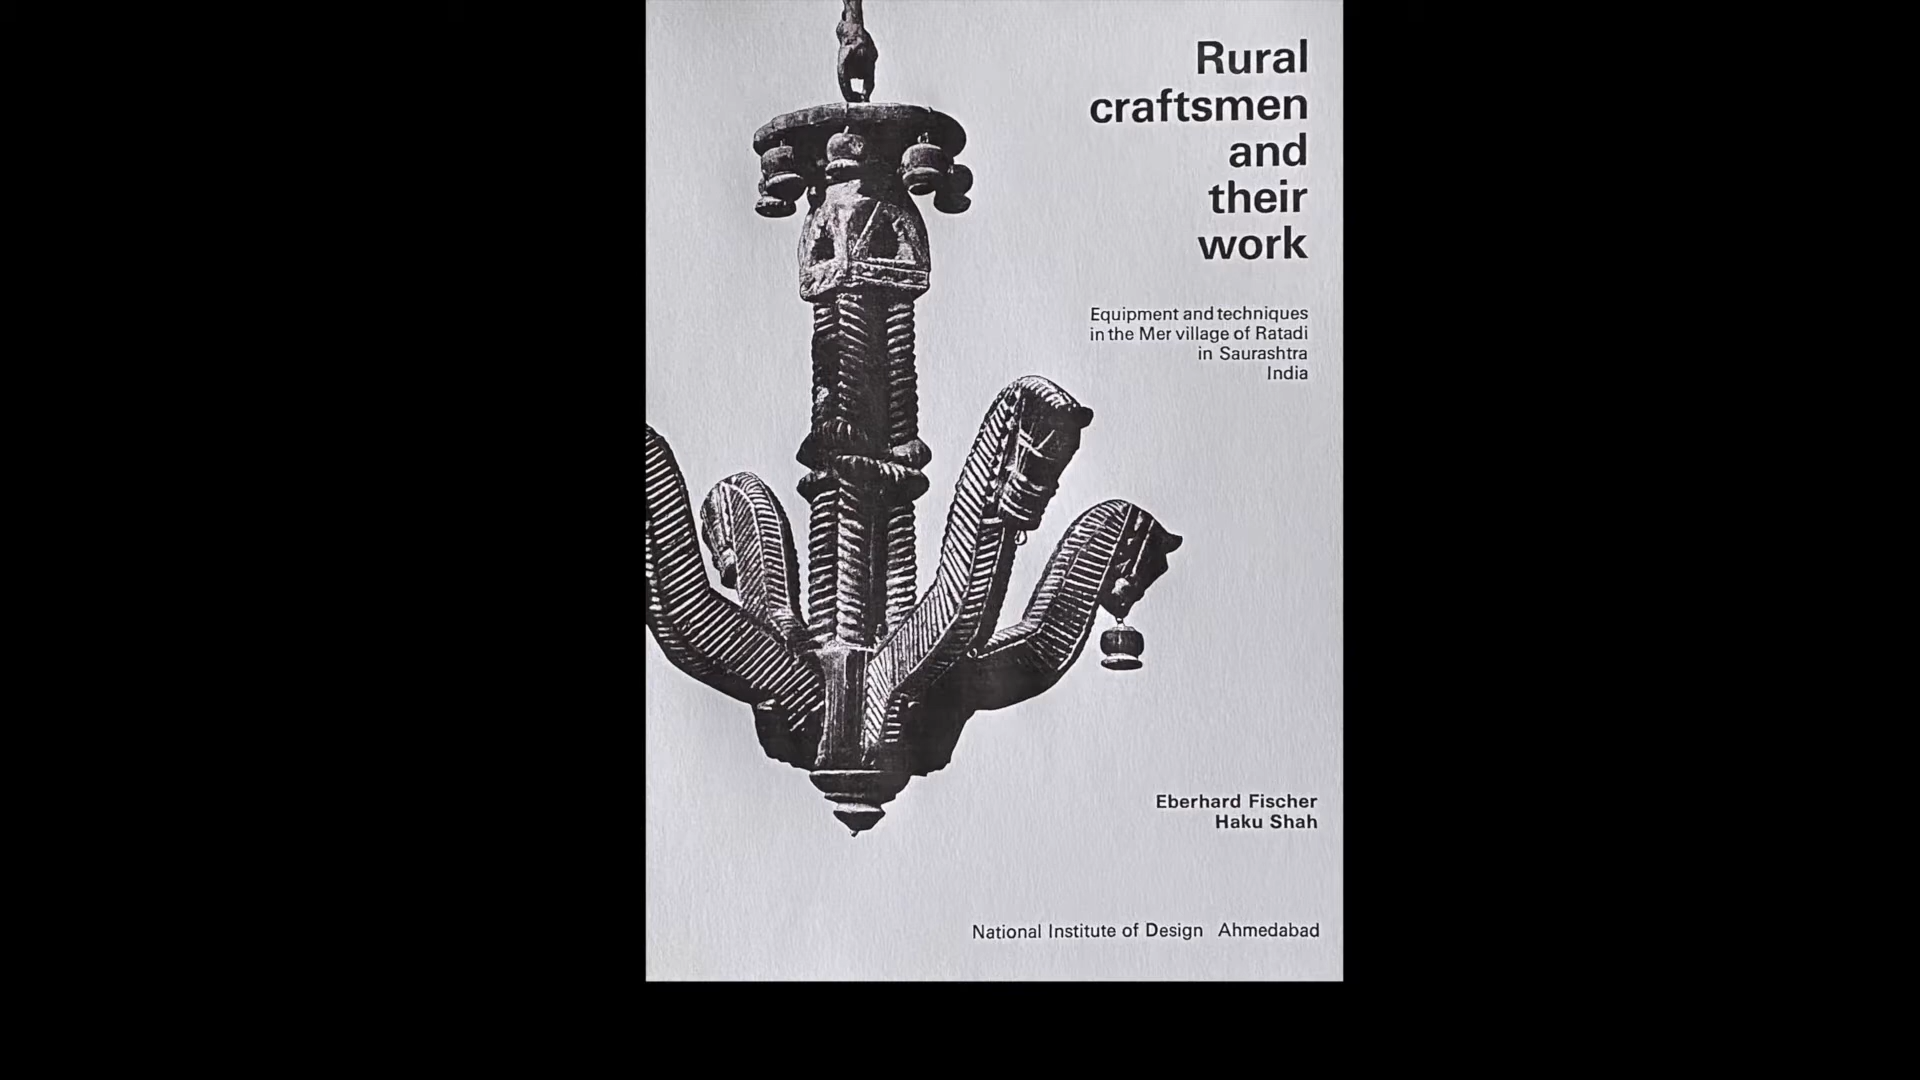 Rural
craftsmen
and
their
work
Equipment and techniques
in the Mer village of Ratadi
in Saurashtra
India
Eberhard Fischer
Haku Shah
National Institute of Design Ahmedabad